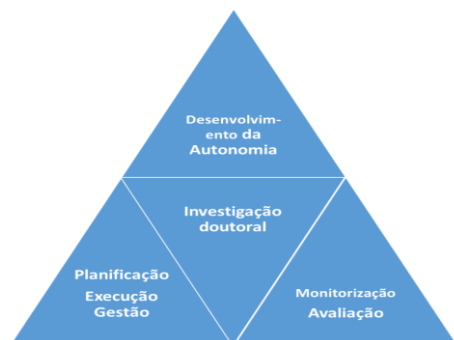 Desenvolvim-
ento da
Autonomia
Investigação
doutoral
Planificação
Execução
Gestão
Monitorização
Avaliação